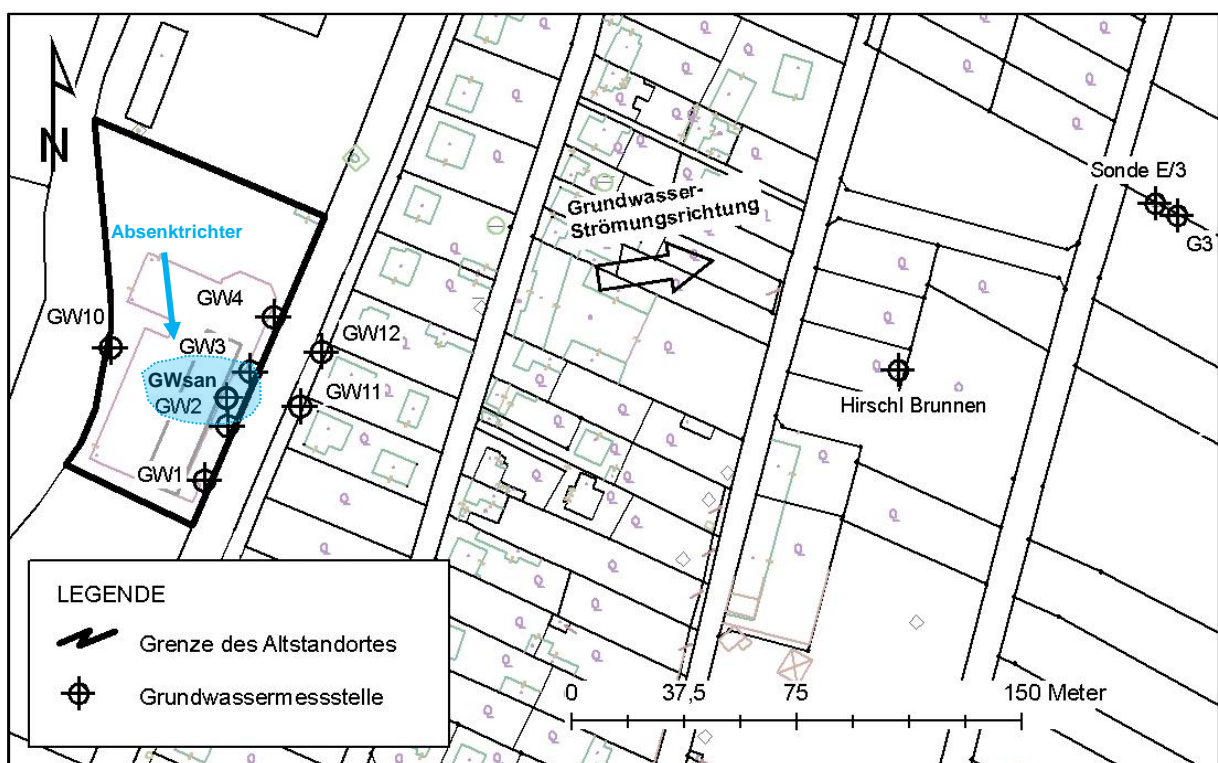 N
Absenktrichter
GW10
GW4
GW3
GWsan
GW2
GW1
GW12
GW11
Grundwasser-
Strömungsrichtung
Sonde E/3
G31
Hirschl Brunnen
LEGENDE
Grenze des Altstandortes
Grundwassermessstelle
0 37,5 75 150 Meter